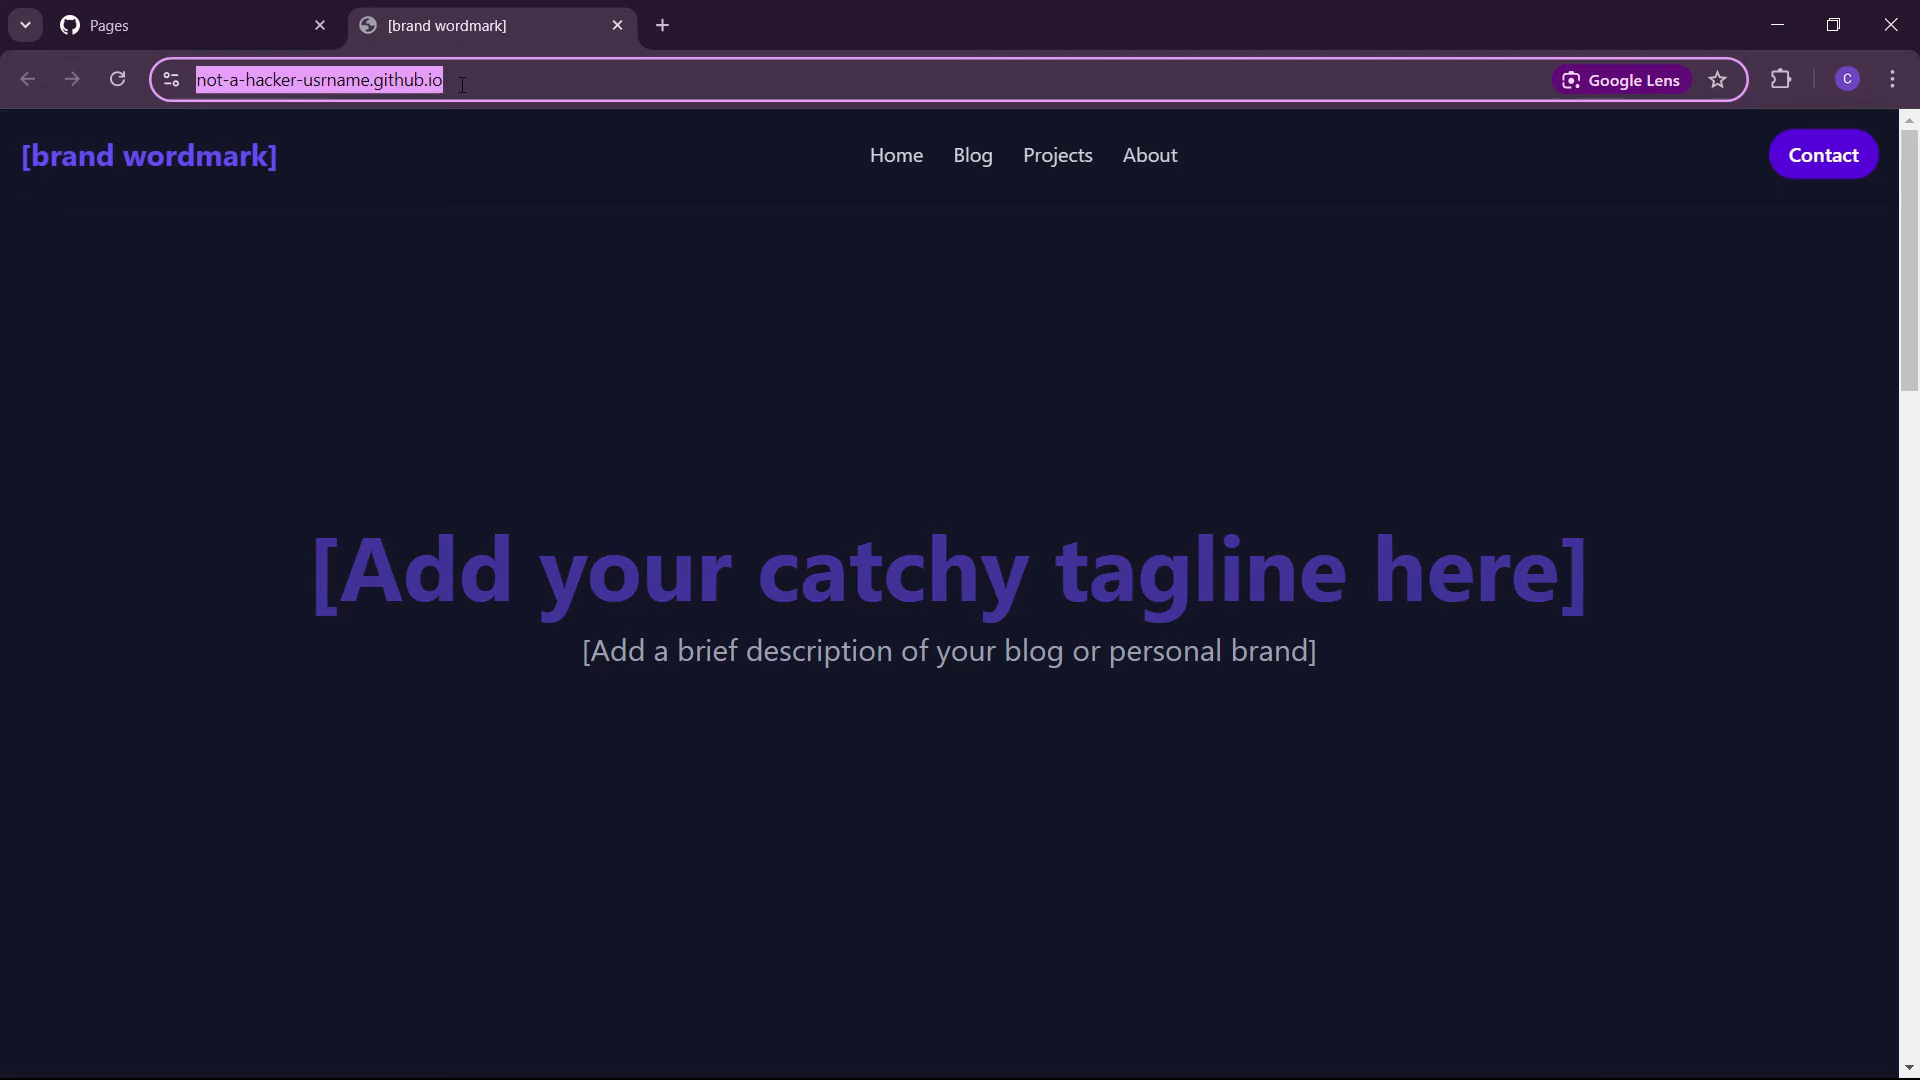 Pages
[brand wordmark]
not-a-hacker-usrname.github.io
Google Lens
C
[brand wordmark]
Home
Blog
Projects
About
Contact
[Add your catchy tagline here]
[Add a brief description of your blog or personal brand]